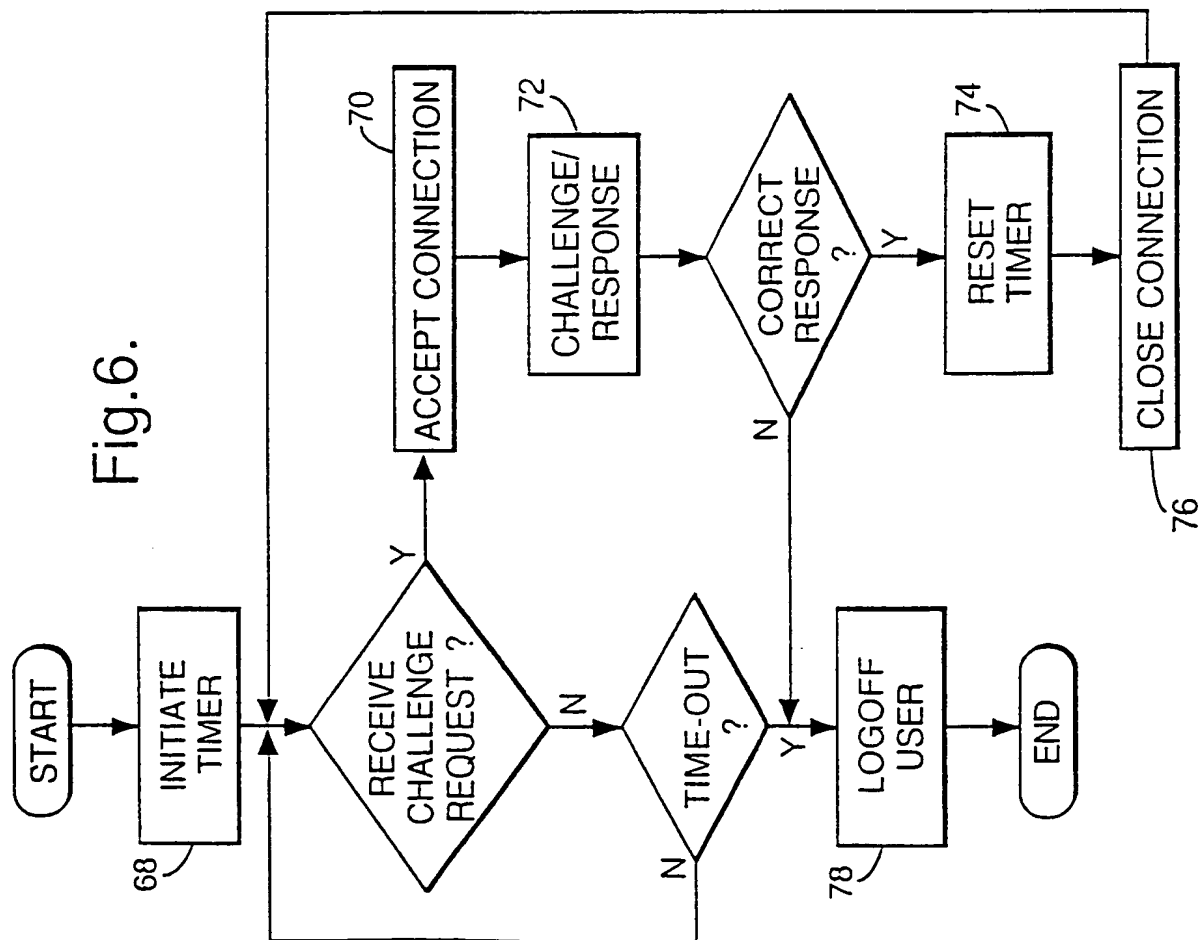 Fig.6.
START
INITIATE
TIMER
68
RECEIVE
CHALLENGE
REQUEST ?
Y
N
TIME-OUT
?
N
Y
LOGOFF
USER
78
END
70
ACCEPT CONNECTION
72
CHALLENGE/
RESPONSE
CORRECT
RESPONSE
?
N
Y
74
RESET
TIMER
CLOSE CONNECTION
76